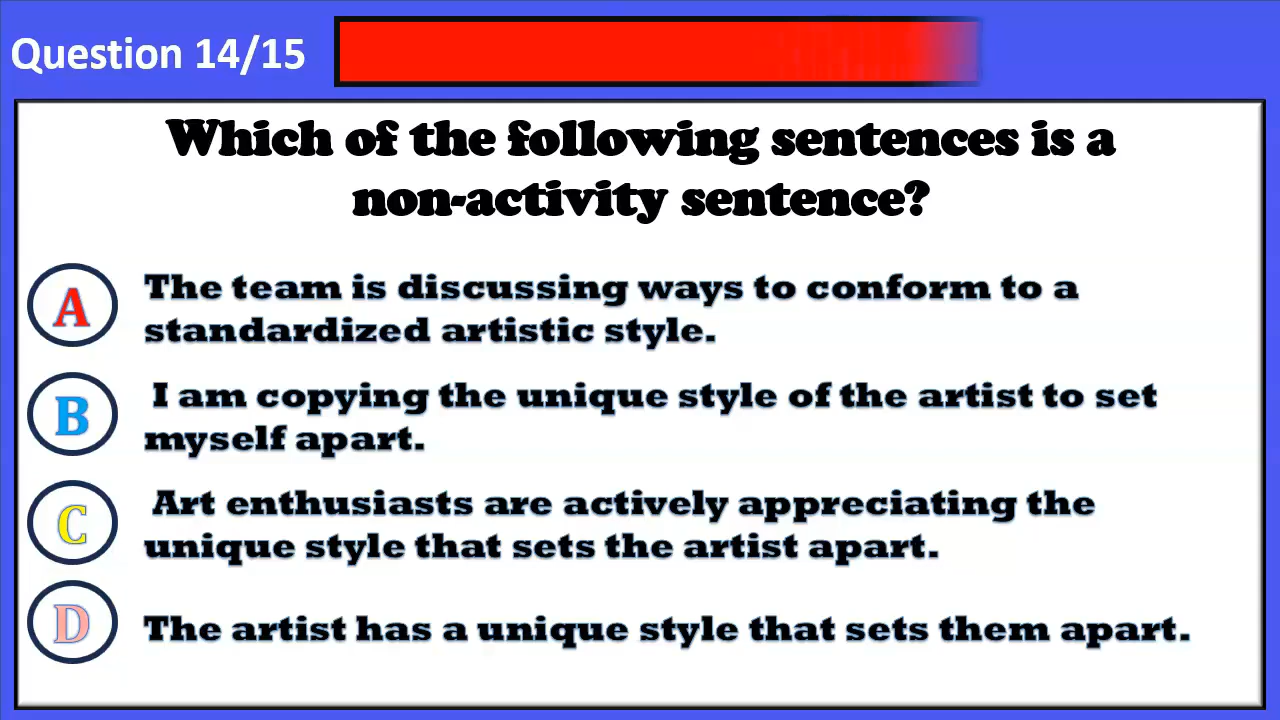 Question 14/15
Which of the following sentences is a
non-activity sentence?
A
The team is discussing ways to conform to a
standardized artistic style.
B
I am copying the unique style of the artist to set
myself apart.
C
Art enthusiasts are actively appreciating the
unique style that sets the artist apart.
D
The artist has a unique style that sets them apart.